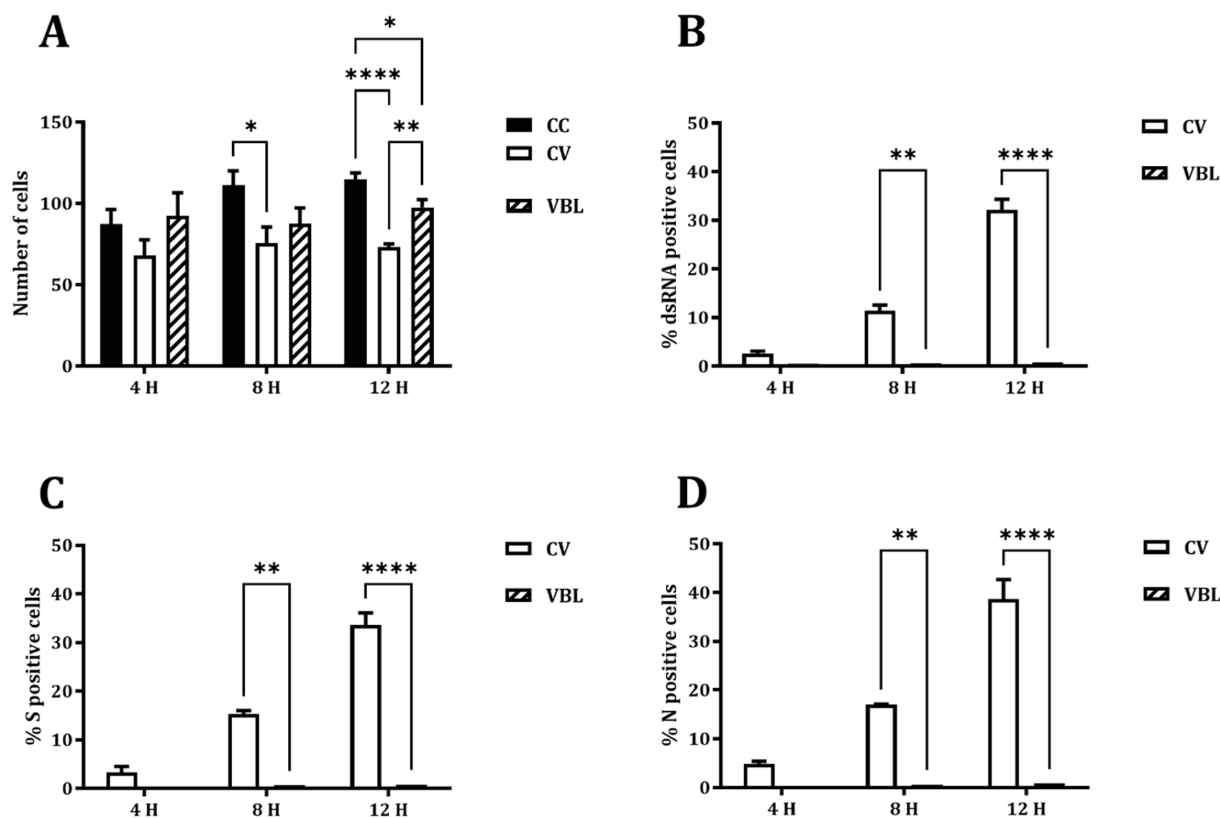 A
*
****
*
**
Number of cells
150
100
50
0
4 H
8 H
12 H
CC
CV
VBL
B
**
****
% dsRNA positive cells
50
40
30
20
10
0
4 H
8 H
12 H
CV
VBL
C
**
****
% S positive cells
50
40
30
20
10
0
4 H
8 H
12 H
CV
VBL
D
**
****
% N positive cells
50
40
30
20
10
0
4 H
8 H
12 H
CV
VBL